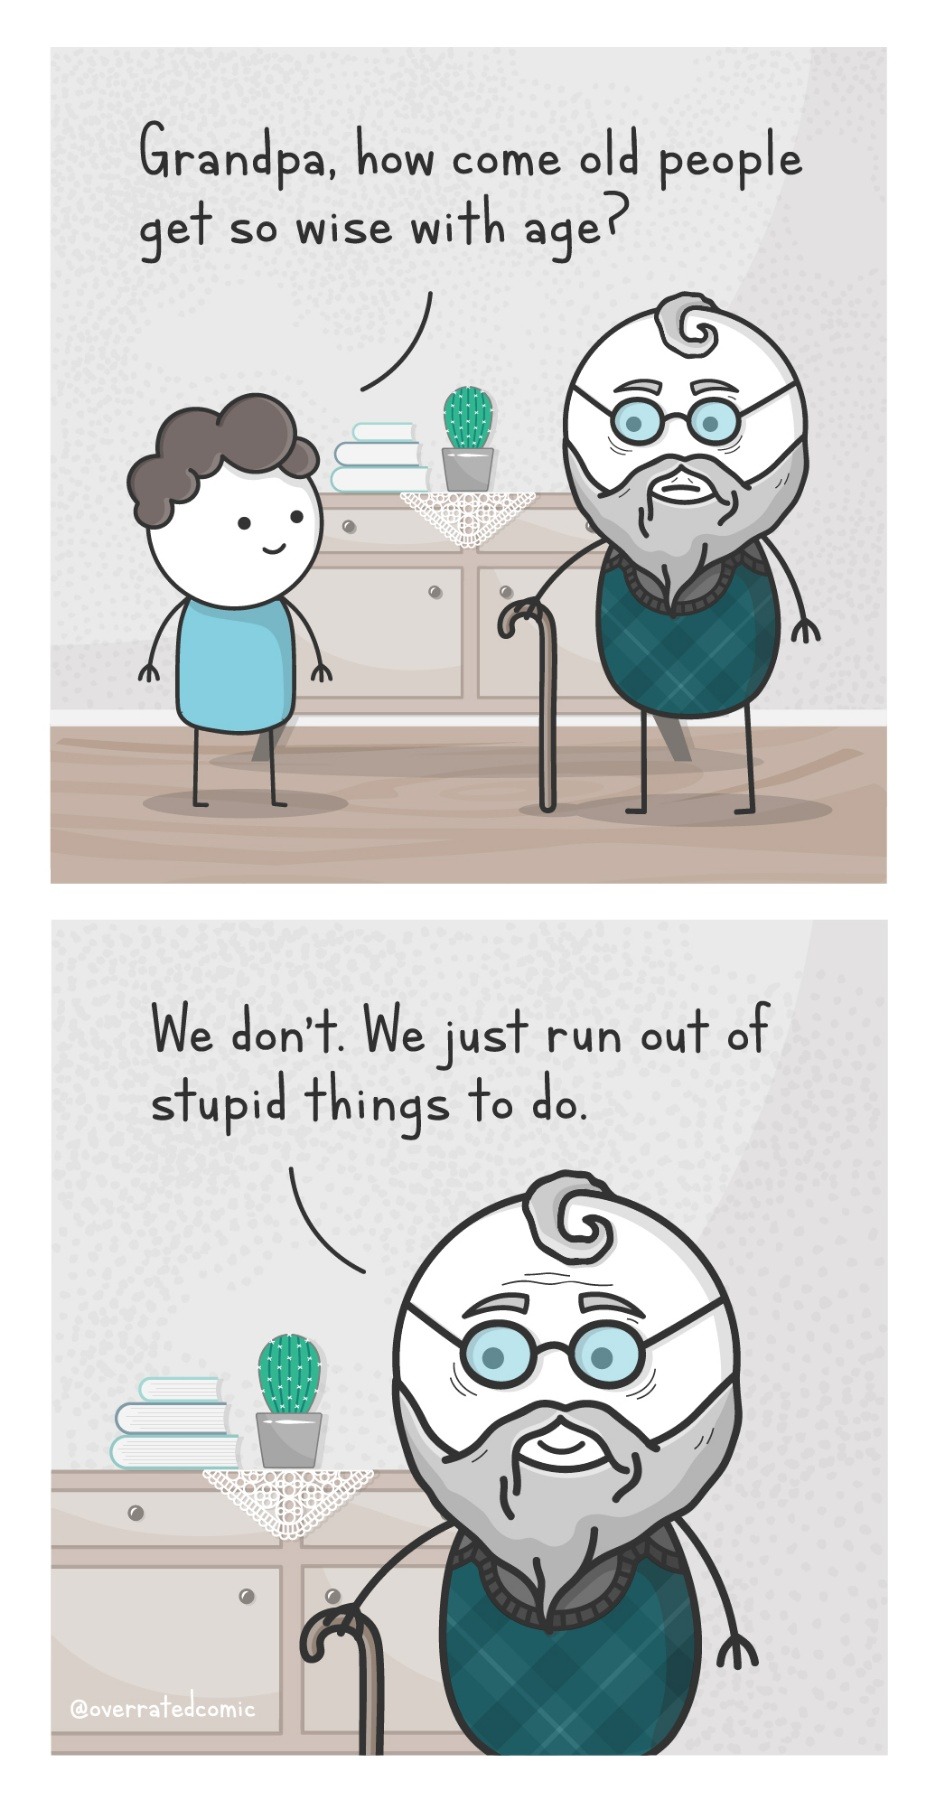 Grandpa, how come old people
get so wise with age?
We don't. We just run out of
stupid things to do.
@overratedcomic